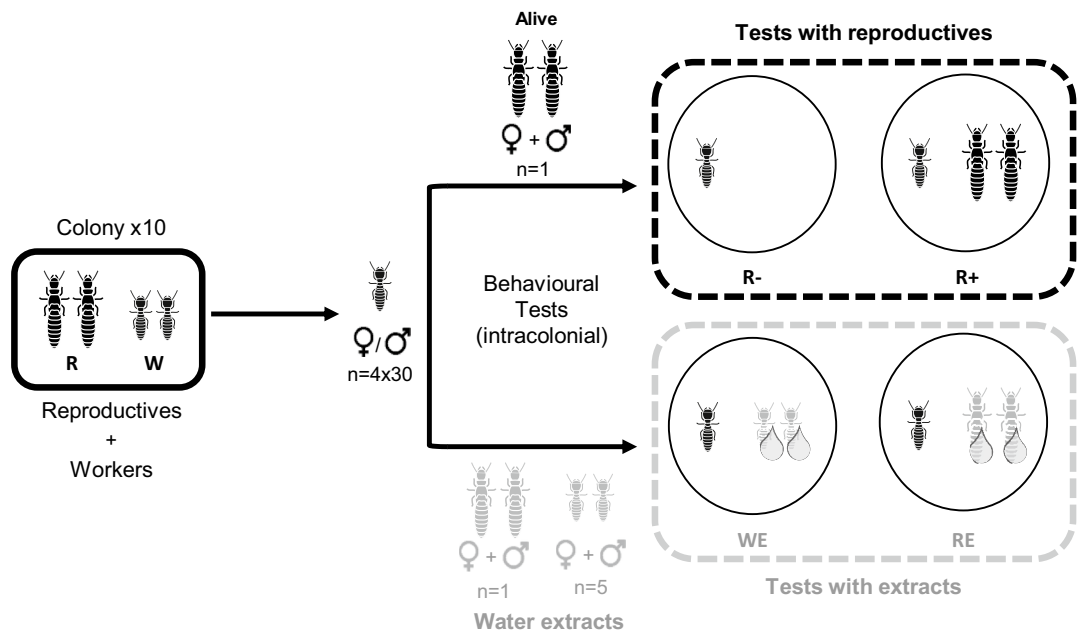 Alive
♀ + ♂
n=1
Tests with reproductives
R-
R+
Colony x10
R
W
Reproductives
+
Workers
♀/♂
n=4x30
Behavioural
Tests
(intracolonial)
♀ + ♂
n=1
♀ + ♂
n=5
Water extracts
WE
RE
Tests with extracts